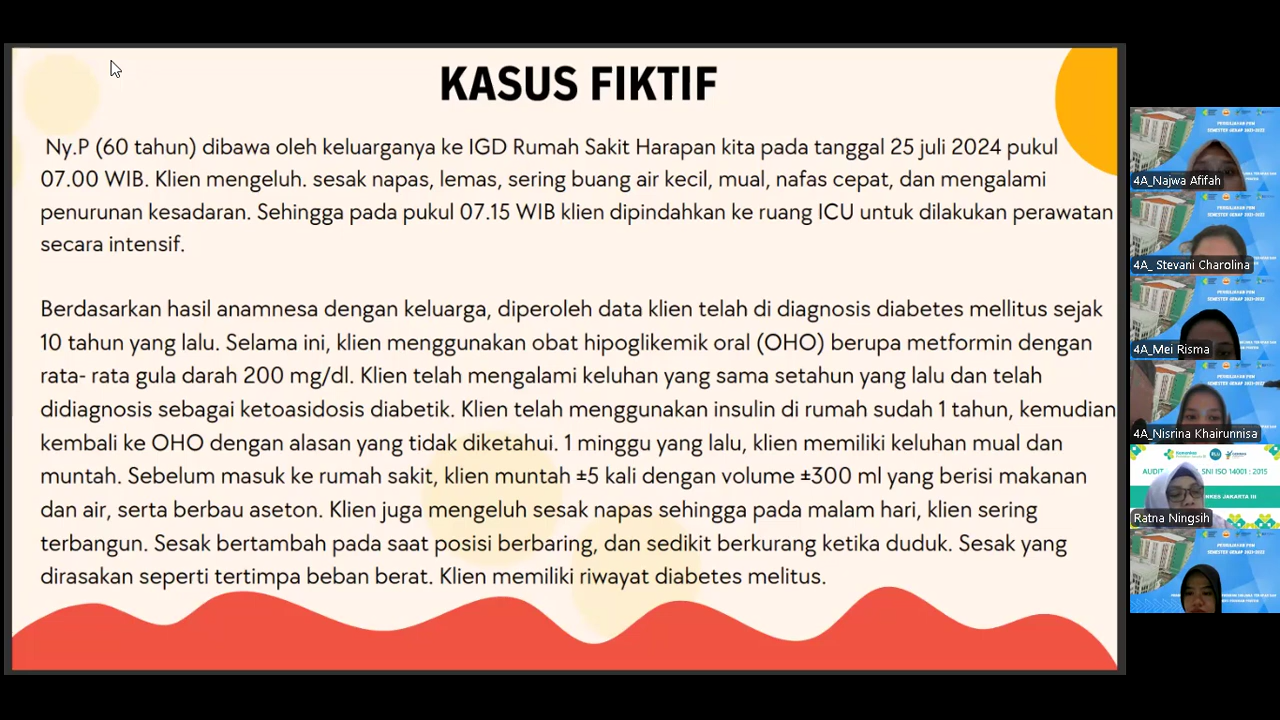 KASUS FIKTIF
Ny.P (60 tahun) dibawa oleh keluarganya ke IGD Rumah Sakit Harapan kita pada tanggal 25 juli 2024 pukul
07.00 WIB. Klien mengeluh. sesak napas, lemas, sering buang air kecil, mual, nafas cepat, dan mengalami
penurunan kesadaran. Sehingga pada pukul 07.15 WIB klien dipindahkan ke ruang ICU untuk dilakukan perawatan
secara intensif.
Berdasarkan hasil anamnesa dengan keluarga, diperoleh data klien telah di diagnosis diabetes mellitus sejak
10 tahun yang lalu. Selama ini, klien menggunakan obat hipoglikemik oral (OHO) berupa metformin dengan
rata- rata gula darah 200 mg/dl. Klien telah mengalami keluhan yang sama setahun yang lalu dan telah
didiagnosis sebagai ketoasidosis diabetik. Klien telah menggunakan insulin di rumah sudah 1 tahun, kemudian
kembali ke OHO dengan alasan yang tidak diketahui. 1 minggu yang lalu, klien memiliki keluhan mual dan
muntah. Sebelum masuk ke rumah sakit, klien muntah ±5 kali dengan volume ±300 ml yang berisi makanan
dan air, serta berbau aseton. Klien juga mengeluh sesak napas sehingga pada malam hari, klien sering
terbangun. Sesak bertambah pada saat posisi berbaring, dan sedikit berkurang ketika duduk. Sesak yang
dirasakan seperti tertimpa beban berat. Klien memiliki riwayat diabetes melitus.
4A_Najwa Afifah
4A_ Stevani Charolina
4A_Mei Risma
4A_Nisrina Khairunnisa
AUDIT
SNI ISO 14001 : 2015
JAKARTA III
Ratna Ningsih